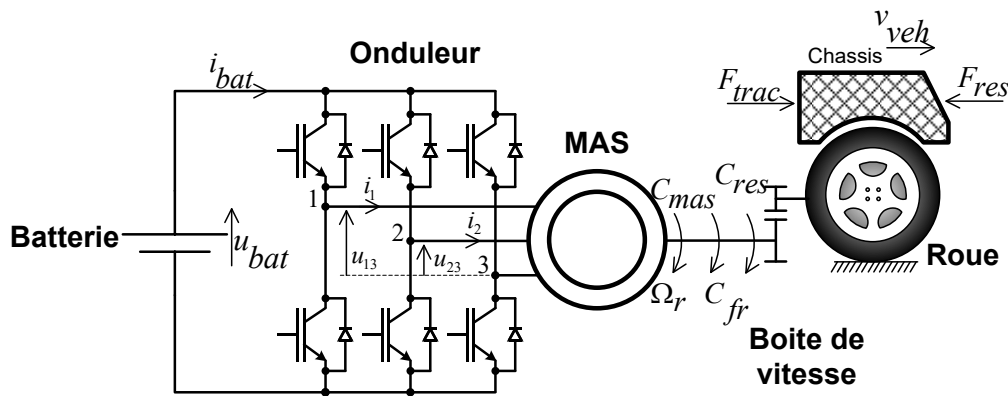 Onduleur
Chassis
v_veh
i_bat
F_trac
F_res
MAS
1
i_1
C_mas
C_res
Batterie
u_bat
2
i_2
u_13
u_23
3
Ω_r
C_fr
Roue
Boite de
vitesse